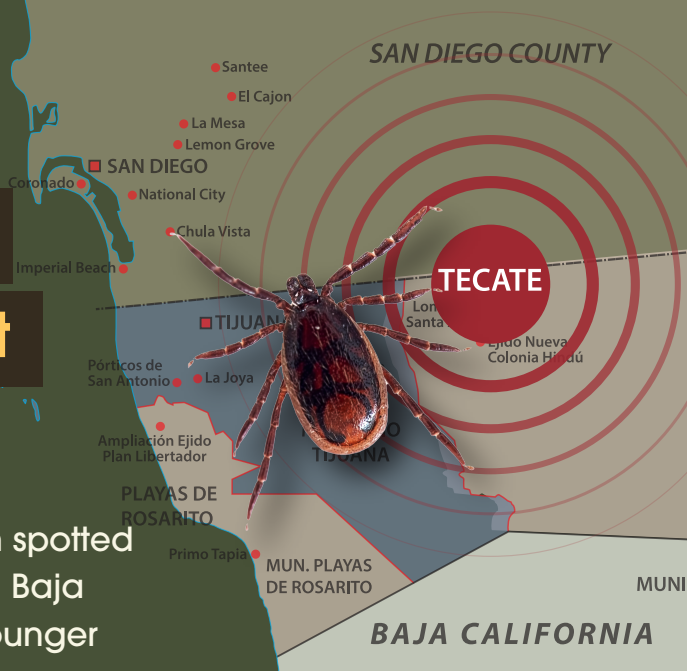 SAN DIEGO COUNTY
Santee
El Cajon
La Mesa
Lemon Grove
SAN DIEGO
Coronado
National City
Chula Vista
Imperial Beach
TECATE
TIJUAN
Lom
Santa
Ejido Nueva
Colonia Hindú
t
Pórticos de
San Antonio
La Joya
TIJUANA
Ampliación Ejido
Plan Libertador
PLAYAS DE
ROSARITO
spotted
Primo Tapia
MUN. PLAYAS
DE ROSARITO
Baja
MUNI
ounger
BAJA CALIFORNIA